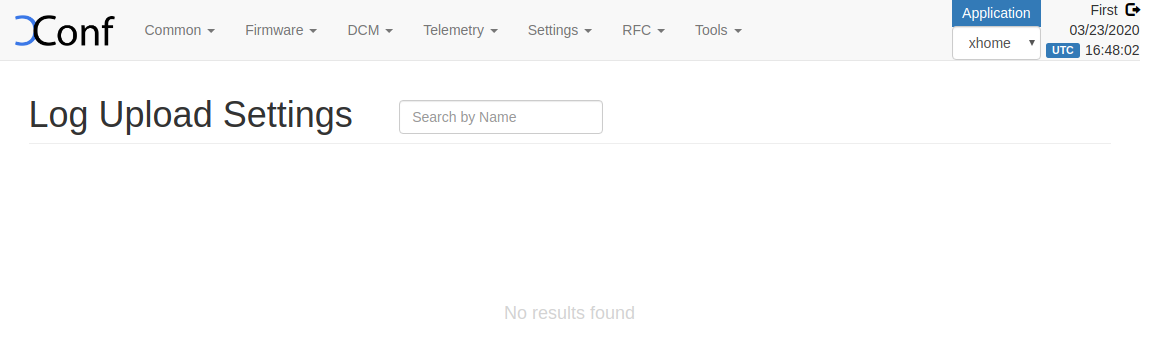 XConf Common Firmware DCM Telemetry Settings RFC Tools Application First
xhome 03/23/2020
UTC 16:48:02
Log Upload Settings Search by Name
No results found